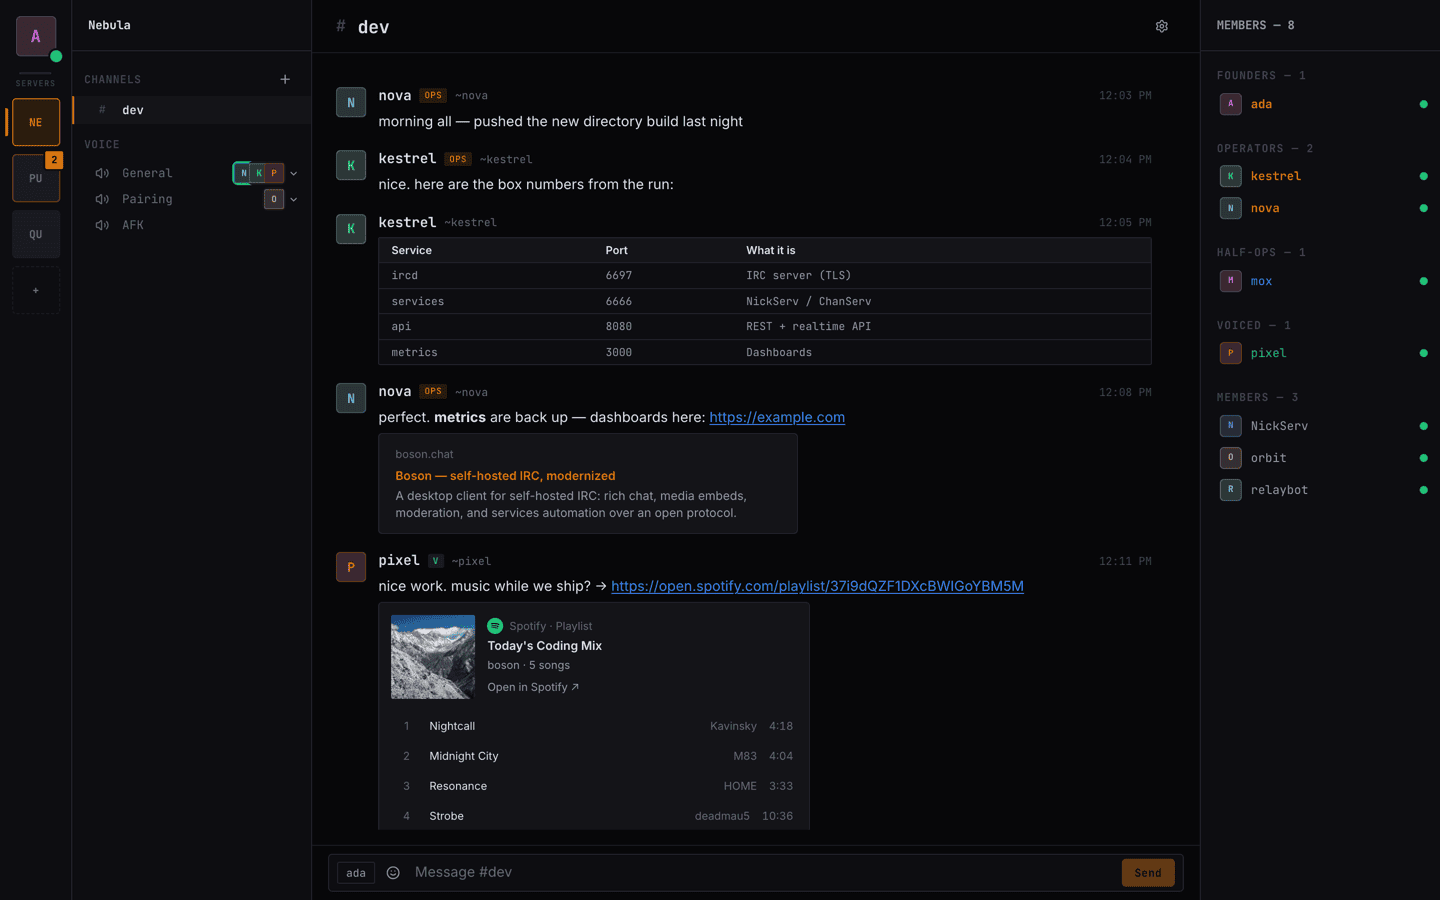 A
SERVERS
NE
2
PU
QU
+
Nebula
CHANNELS +
# dev
VOICE
General N K P
Pairing O
AFK
# dev
N nova OPS ~nova 12:03 PM
morning all — pushed the new directory build last night
K kestrel OPS ~kestrel 12:04 PM
nice. here are the box numbers from the run:
K kestrel ~kestrel 12:05 PM
Service Port What it is
ircd 6697 IRC server (TLS)
services 6666 NickServ / ChanServ
api 8080 REST + realtime API
metrics 3000 Dashboards
N nova OPS ~nova 12:08 PM
perfect. metrics are back up — dashboards here: https://example.com
boson.chat
Boson — self-hosted IRC, modernized
A desktop client for self-hosted IRC: rich chat, media embeds,
moderation, and services automation over an open protocol.
P pixel V ~pixel 12:11 PM
nice work. music while we ship? → https://open.spotify.com/playlist/37i9dQZF1DXcBWIGoYBM5M
Spotify · Playlist
Today's Coding Mix
boson · 5 songs
Open in Spotify ↗
1 Nightcall Kavinsky 4:18
2 Midnight City M83 4:04
3 Resonance HOME 3:33
4 Strobe deadmau5 10:36
ada Message #dev Send
MEMBERS — 8
FOUNDERS — 1
A ada
OPERATORS — 2
K kestrel
N nova
HALF-OPS — 1
M mox
VOICED — 1
P pixel
MEMBERS — 3
N NickServ
O orbit
R relaybot